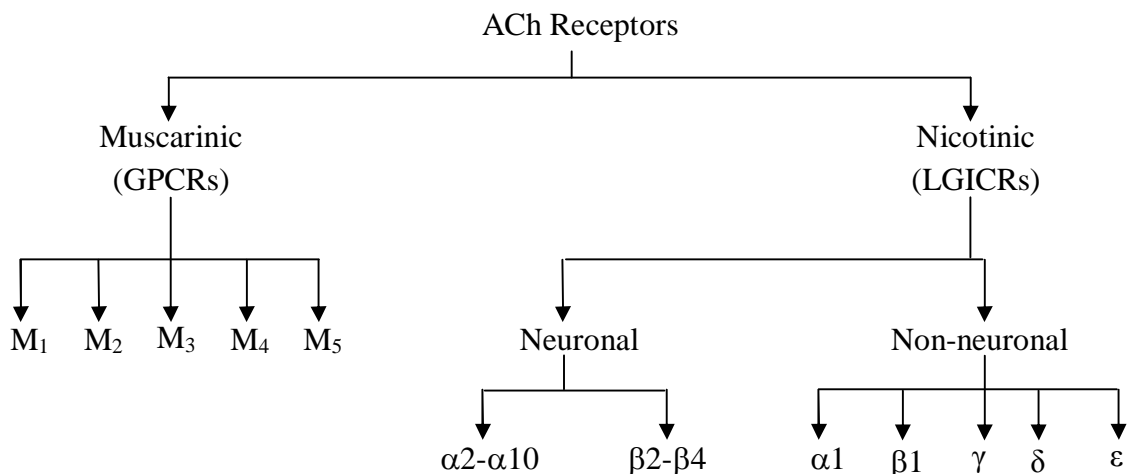 ACh Receptors
Muscarinic
(GPCRs)
Nicotinic
(LGICRs)
M₁ M₂ M₃ M₄ M₅
Neuronal
Non-neuronal
α2-α10 β2-β4
α1 β1 γ δ ε